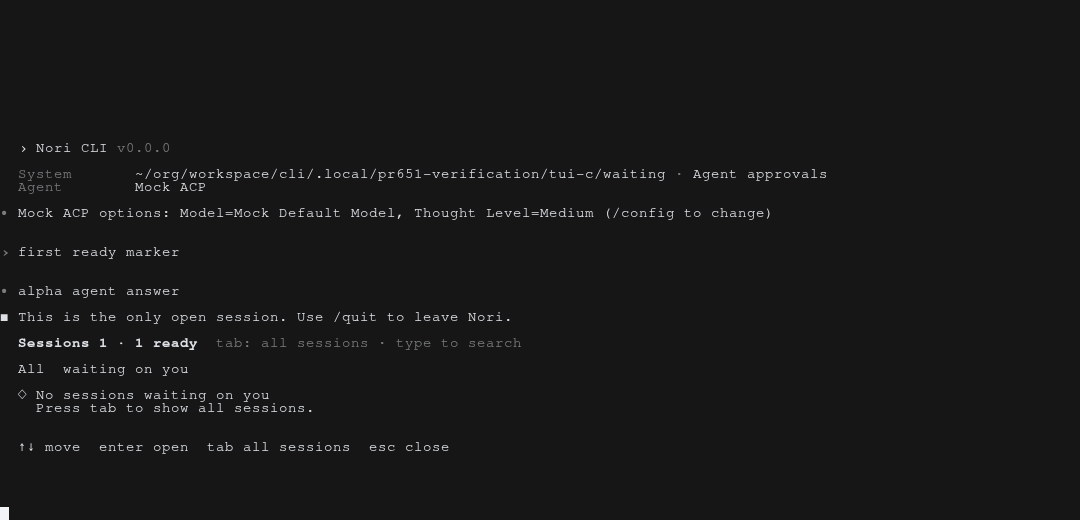 › Nori CLI v0.0.0
System ~/org/workspace/cli/.local/pr651-verification/tui-c/waiting · Agent approvals
Agent Mock ACP
• Mock ACP options: Model=Mock Default Model, Thought Level=Medium (/config to change)
› first ready marker
• alpha agent answer
■ This is the only open session. Use /quit to leave Nori.
Sessions 1 · 1 ready  tab: all sessions · type to search
All  waiting on you
◇ No sessions waiting on you
Press tab to show all sessions.
↑↓ move  enter open  tab all sessions  esc close